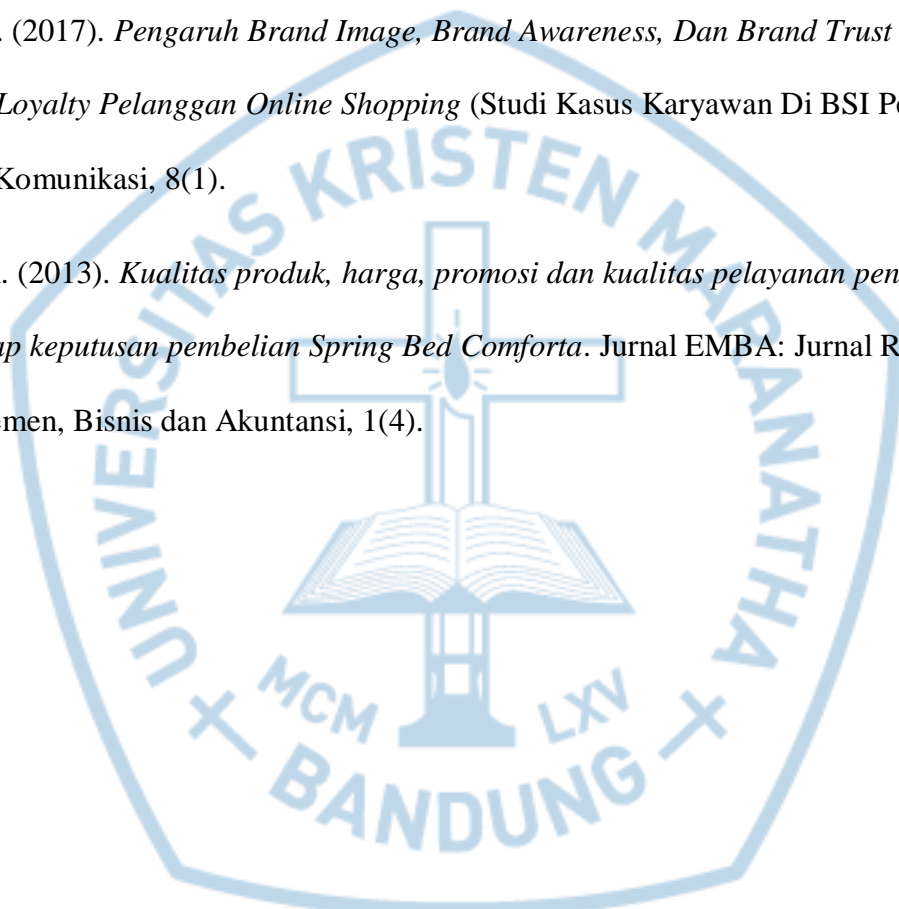 . (2017). Pengaruh Brand Image, Brand Awareness, Dan Brand Trust
Loyalty Pelanggan Online Shopping (Studi Kasus Karyawan Di BSI Pe
Komunikasi, 8(1).
. (2013). Kualitas produk, harga, promosi dan kualitas pelayanan pen
ap keputusan pembelian Spring Bed Comforta. Jurnal EMBA: Jurnal R
emen, Bisnis dan Akuntansi, 1(4).
UNIVERSITAS KRISTEN MARANATHA
MCM LXV
BANDUNG